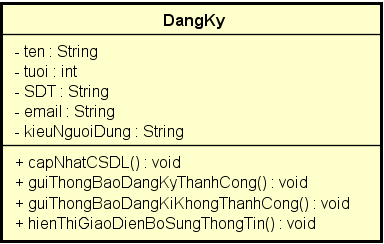 DangKy
- ten : String
- tuoi : int
- SDT : String
- email : String
- kieuNguoiDung : String
+ capNhatCSDL() : void
+ guiThongBaoDangKyThanhCong() : void
+ guiThongBaoDangKiKhongThanhCong() : void
+ hienThiGiaoDienBoSungThongTin() : void